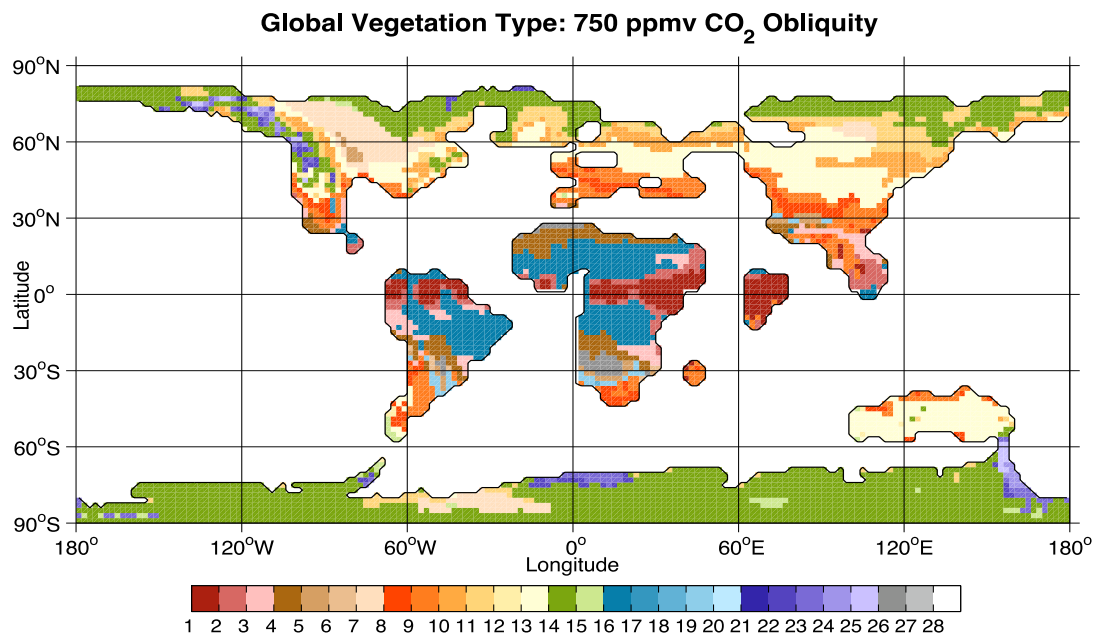 Global Vegetation Type: 750 ppmv CO2 Obliquity
90°N
60°N
30°N
0°
30°S
60°S
90°S
Latitude
180° 120°W 60°W 0° 60°E 120°E 180°
Longitude
1 2 3 4 5 6 7 8 9 10 11 12 13 14 15 16 17 18 19 20 21 22 23 24 25 26 27 28